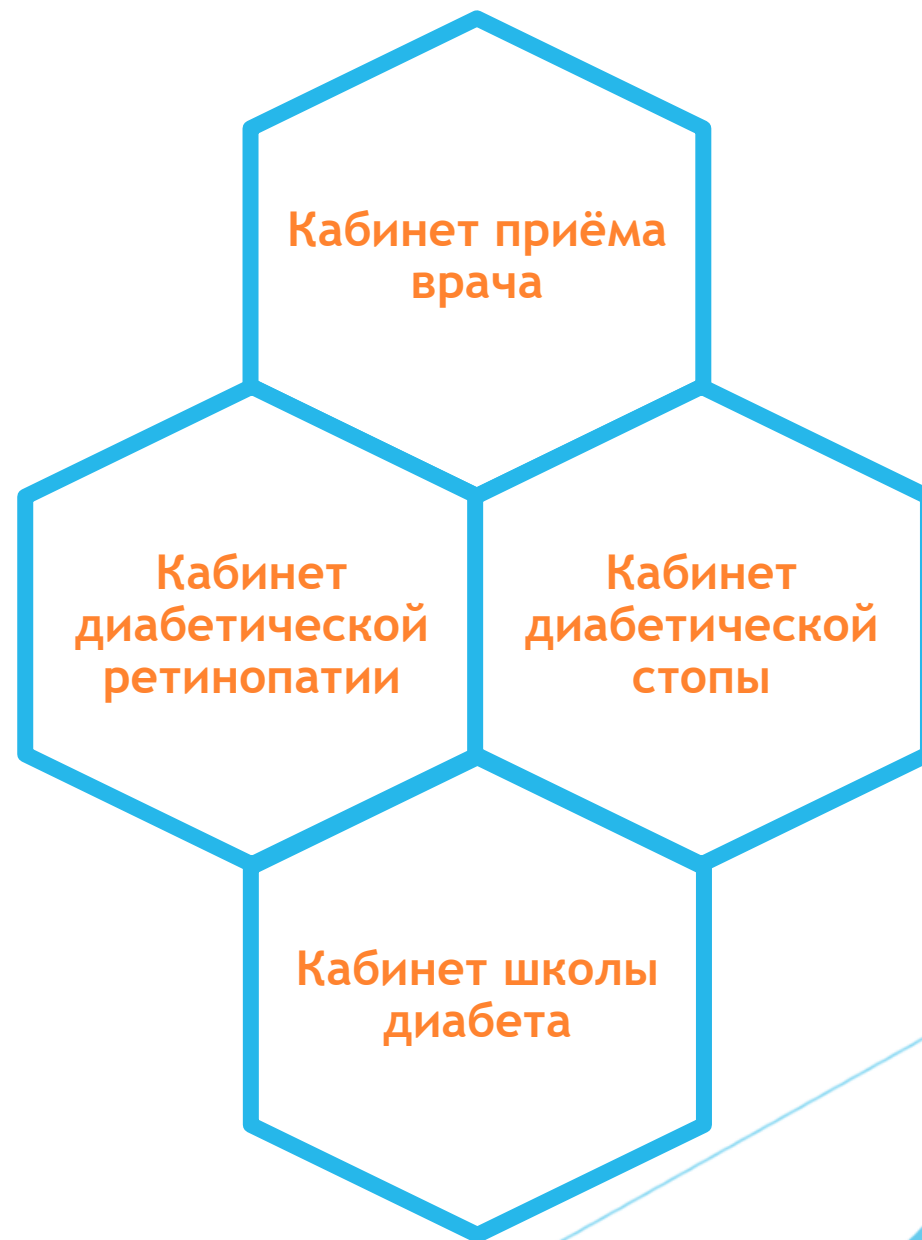 Кабинет приёма
врача
Кабинет
диабетической
ретинопатии
Кабинет
диабетической
стопы
Кабинет школы
диабета